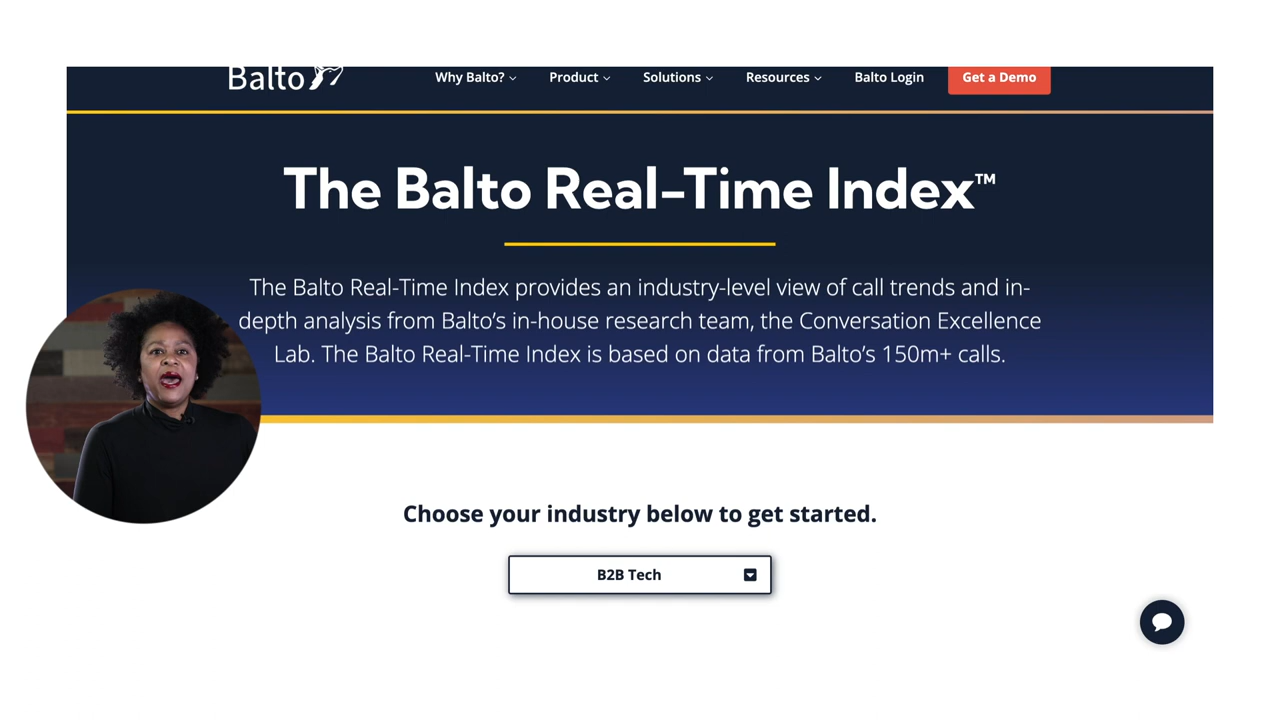 Balto
Why Balto? Product Solutions Resources Balto Login Get a Demo
The Balto Real-Time Index™
The Balto Real-Time Index provides an industry-level view of call trends and in-
depth analysis from Balto’s in-house research team, the Conversation Excellence
Lab. The Balto Real-Time Index is based on data from Balto’s 150m+ calls.
Choose your industry below to get started.
B2B Tech